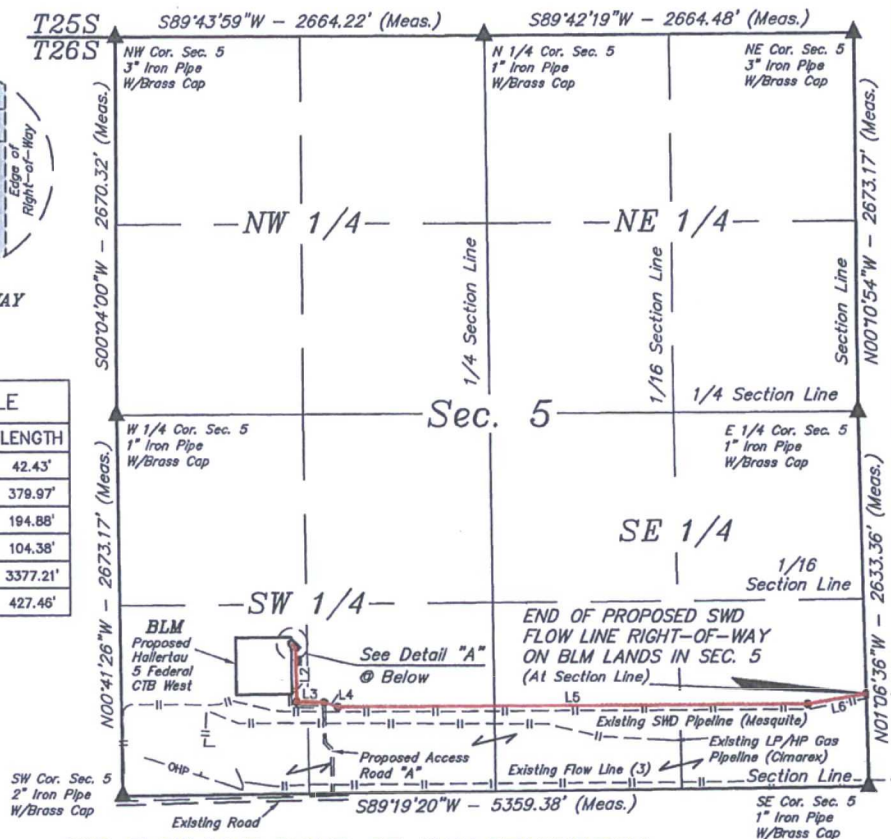 T25S
T26S
S89°43'59"W - 2664.22' (Meas.)
S89°42'19"W - 2664.48' (Meas.)
NW Cor. Sec. 5
3" Iron Pipe
W/Brass Cap
N 1/4 Cor. Sec. 5
1" Iron Pipe
W/Brass Cap
NE Cor. Sec. 5
3" Iron Pipe
W/Brass Cap
Edge of
Right-of-Way
S00°04'00"W - 2670.32' (Meas.)
NW 1/4
NE 1/4
1/4 Section Line
1/16 Section Line
Section Line
N00°10'54"W - 2673.17' (Meas.)
1/4 Section Line
Sec. 5
W 1/4 Cor. Sec. 5
1" Iron Pipe
W/Brass Cap
E 1/4 Cor. Sec. 5
1" Iron Pipe
W/Brass Cap
LENGTH
42.43'
379.97'
194.88'
104.38'
3377.21'
427.46'
N00°41'26"W - 2673.17' (Meas.)
SE 1/4
1/16
Section Line
SW 1/4
N01°06'36"W - 2633.36' (Meas.)
BLM
Proposed
Hallertau
5 Federal
CTB West
See Detail "A"
@ Below
END OF PROPOSED SWD
FLOW LINE RIGHT-OF-WAY
ON BLM LANDS IN SEC. 5
(At Section Line)
L2
L3
L4
L5
L6
Existing SWD Pipeline (Mesquite)
Existing LP/HP Gas
Pipeline (Cimarex)
Proposed Access
Road "A"
OHP
Existing Flow Line (3)
Section Line
SW Cor. Sec. 5
2" Iron Pipe
W/Brass Cap
Existing Road
S89°19'20"W - 5359.38' (Meas.)
SE Cor. Sec. 5
1" Iron Pipe
W/Brass Cap